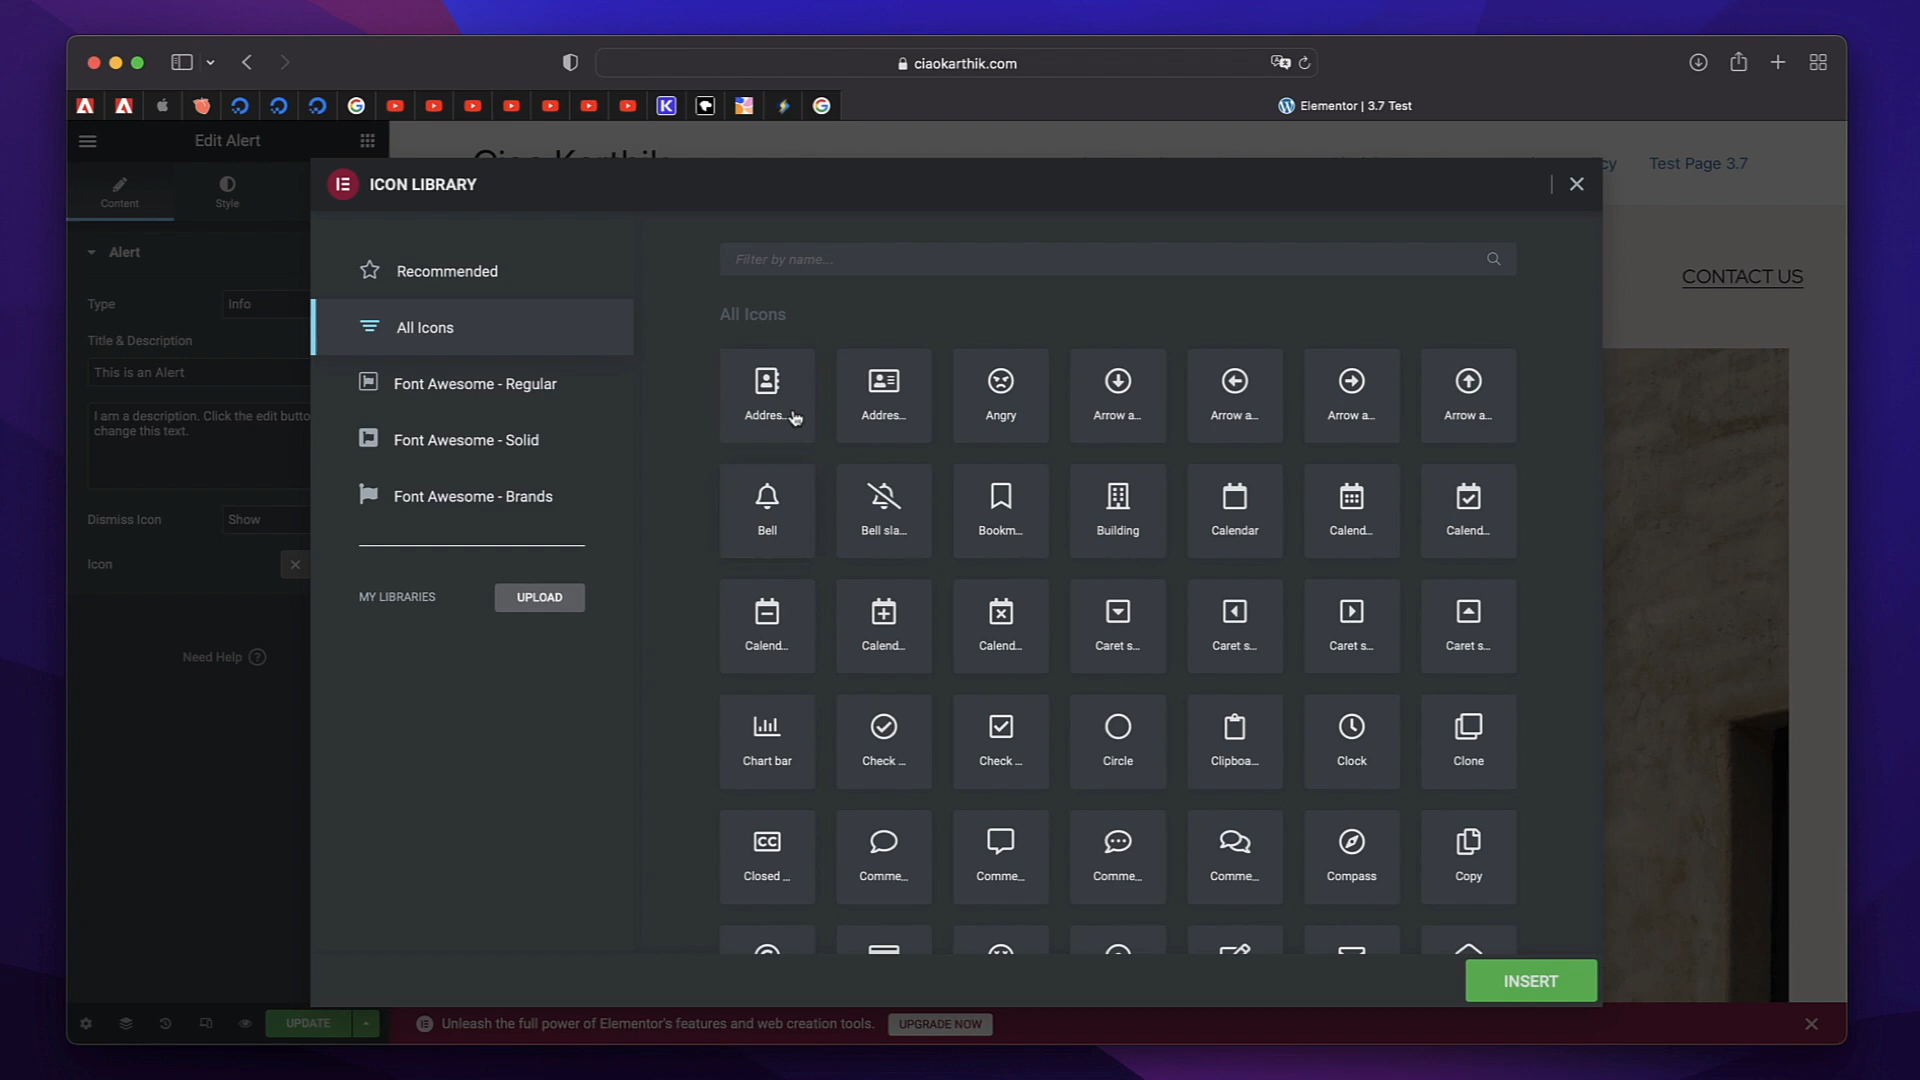 ciaokarthik.com
Elementor | 3.7 Test
Edit Alert
Ciao Karthik
Test Page 3.7
Content
Style
ICON LIBRARY
Alert
Type
Info
Title & Description
This is an Alert
I am a description. Click the edit butto
change this text.
Dismiss Icon
Show
Icon
Need Help
Recommended
All Icons
Font Awesome - Regular
Font Awesome - Solid
Font Awesome - Brands
MY LIBRARIES
UPLOAD
Filter by name...
All Icons
CONTACT US
Addres...
Addres...
Angry
Arrow a...
Arrow a...
Arrow a...
Arrow a...
Bell
Bell sla...
Bookm...
Building
Calendar
Calend...
Calend...
Calend...
Calend...
Calend...
Caret s...
Caret s...
Caret s...
Caret s...
Chart bar
Check ...
Check ...
Circle
Clipboa...
Clock
Clone
Closed ...
Comme...
Comme...
Comme...
Comme...
Compass
Copy
INSERT
UPDATE
Unleash the full power of Elementor's features and web creation tools.
UPGRADE NOW